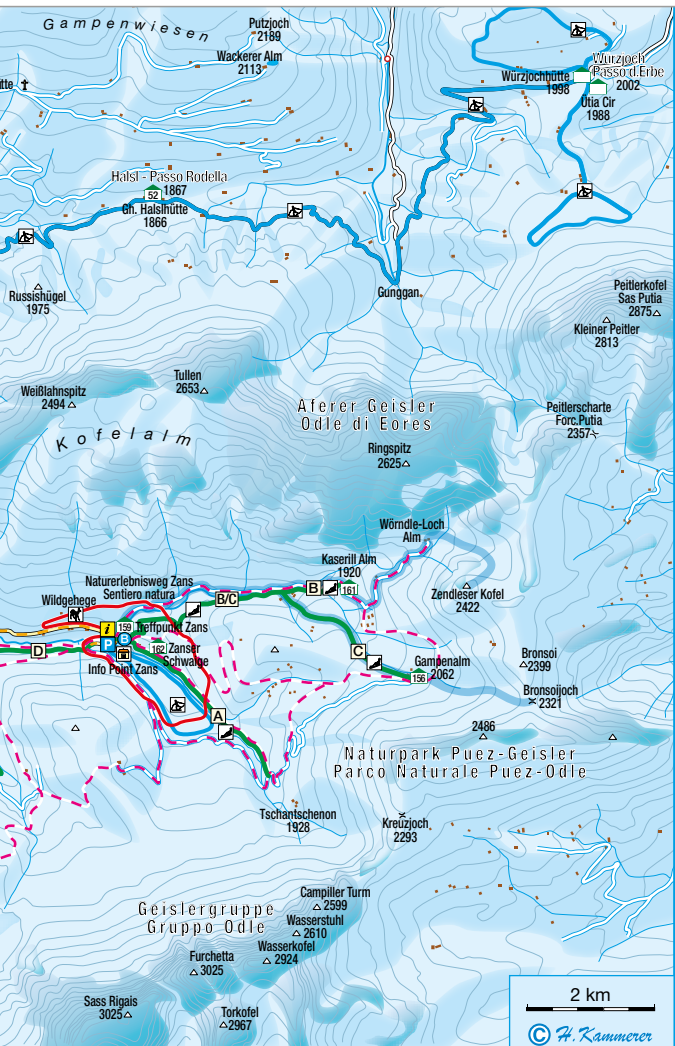 Gampenwiesen
Putzjoch
2189
Wackerer Alm
2113
Würzjoch
Passo d.Erbe
2002
Würzjochhütte
1998
Ütia Cir
1988
itte
Halsl - Passo Rodella
1867
52
Gh. Halslhütte
1866
Russishügel
1975
Gunggan
Peitlerkofel
Sas Putia
2875
Kleiner Peitler
2813
Tullen
2653
Weißlahnspitz
2494
Aferer Geisler
Odle di Eores
Peitlerscharte
Forc.Putia
2357
Kofelalm
Ringspitz
2625
Wörndle-Loch
Alm
Kaserill Alm
1920
161
Naturerlebnisweg Zans
Sentiero natura
B
B/C
Zendleser Kofel
2422
Wildgehege
i
159
Treffpunkt Zans
P
B
162
Zanser
Schwaige
D
Info Point Zans
C
Gampenalm
2062
156
Bronsoi
2399
Bronsoijoch
2321
A
2486
Naturpark Puez-Geisler
Parco Naturale Puez-Odle
Tschantschenon
1928
Kreuzjoch
2293
Campiller Turm
2599
Geislergruppe
Gruppo Odle
Wasserstuhl
2610
Wasserkofel
2924
Furchetta
3025
Sass Rigais
3025
Torkofel
2967
2 km
© H. Kammerer